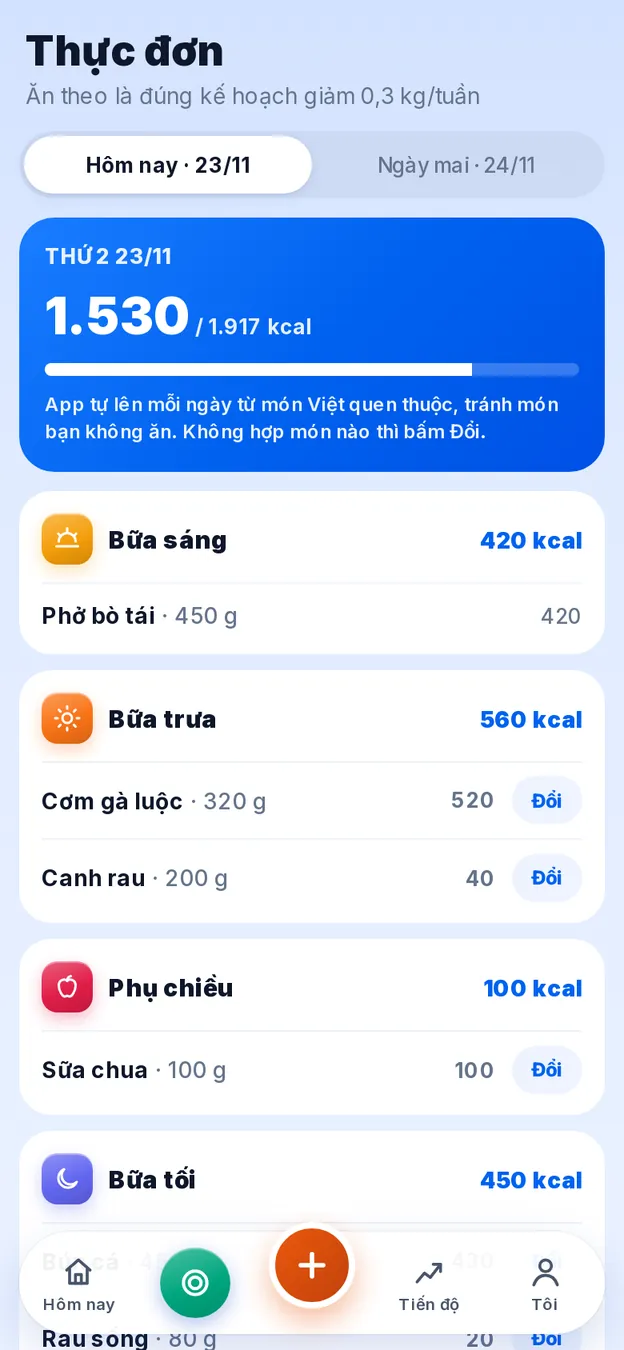 Thực đơn
Ăn theo là đúng kế hoạch giảm 0,3 kg/tuần
Hôm nay · 23/11
Ngày mai · 24/11
THỨ 2 23/11
1.530 / 1.917 kcal
App tự lên mỗi ngày từ món Việt quen thuộc, tránh món
bạn không ăn. Không hợp món nào thì bấm Đổi.
Bữa sáng 420 kcal
Phở bò tái · 450 g 420
Bữa trưa 560 kcal
Cơm gà luộc · 320 g 520 Đổi
Canh rau · 200 g 40 Đổi
Phụ chiều 100 kcal
Sữa chua · 100 g 100 Đổi
Bữa tối 450 kcal
Hôm nay
Tiến độ
Tôi
Rau sống · 80 g 20 Đổi